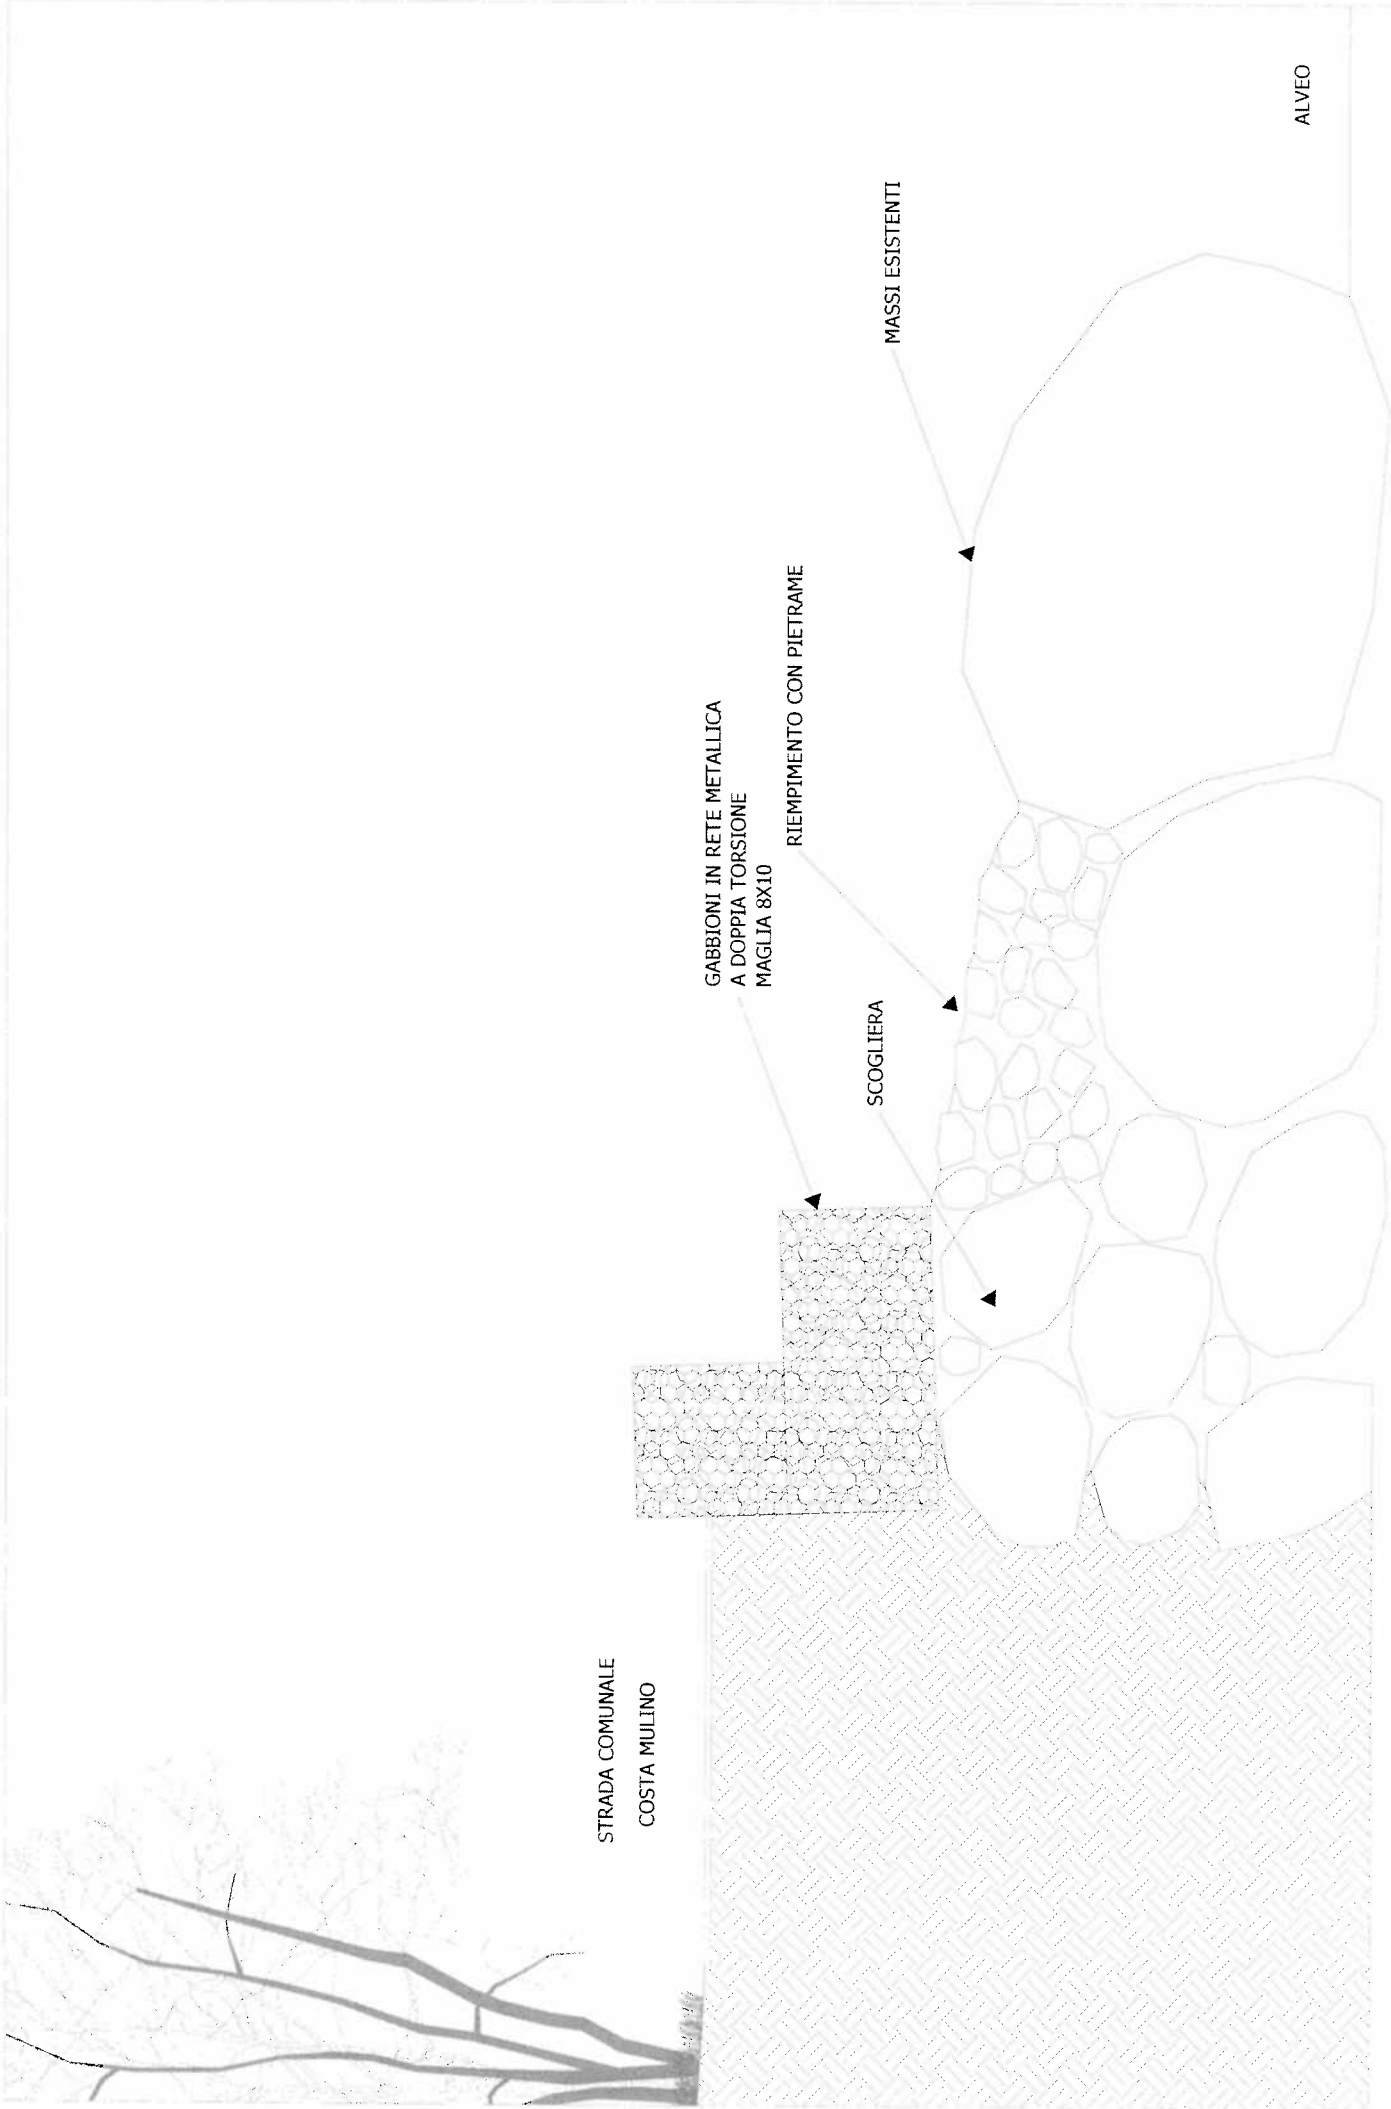 STRADA COMUNALE
COSTA MULINO
GABBIONI IN RETE METALLICA
A DOPPIA TORSIONE
MAGLIA 8X10
RIEMPIMENTO CON PIETRAME
SCOGLIERA
MASSI ESISTENTI
ALVEO